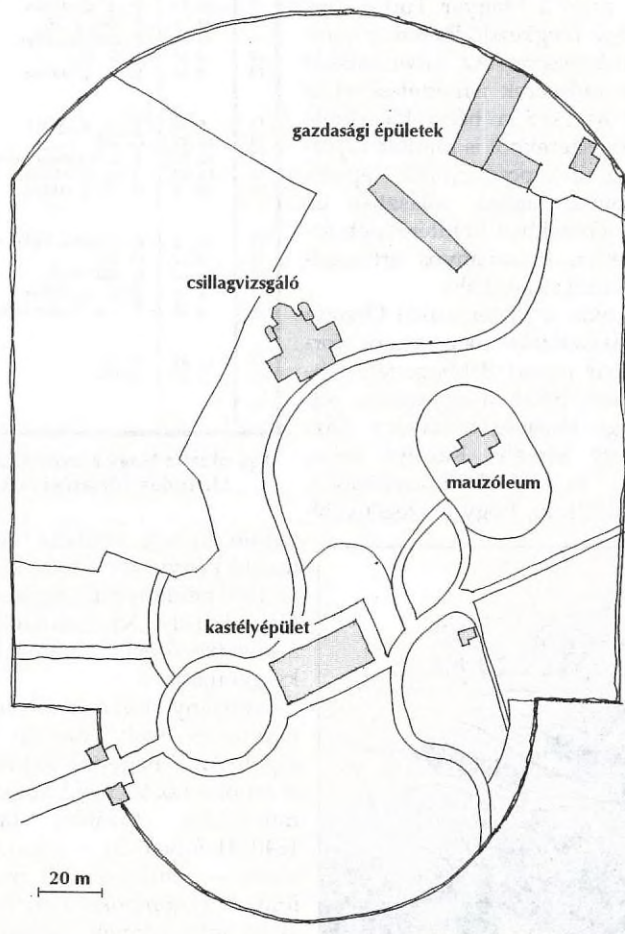 gazdasági épületek
csillagvizsgáló
mauzóleum
kastélyépület
20 m